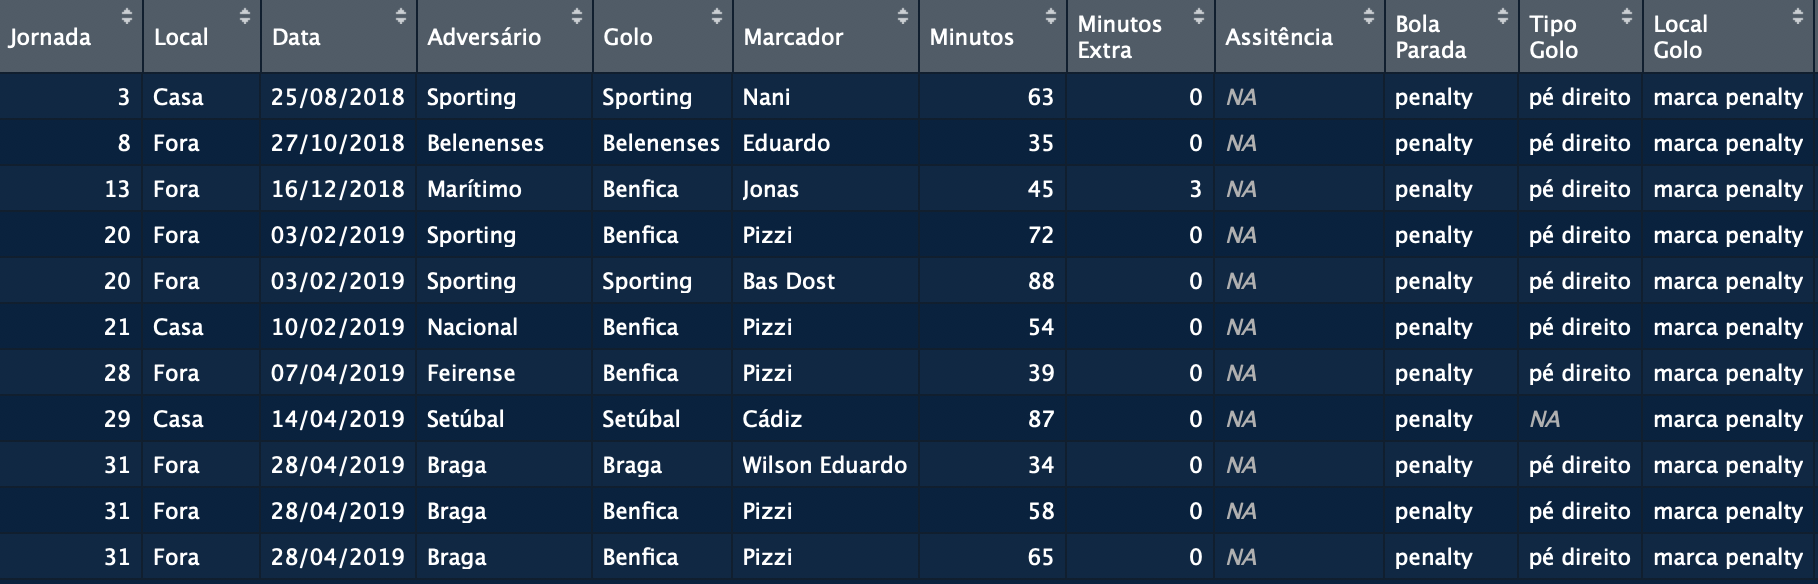 Jornada Local Data Adversário Golo Marcador Minutos Minutos Extra Assitência Bola Parada Tipo Golo Local Golo
3 Casa 25/08/2018 Sporting Sporting Nani 63 0 NA penalty pé direito marca penalty
8 Fora 27/10/2018 Belenenses Belenenses Eduardo 35 0 NA penalty pé direito marca penalty
13 Fora 16/12/2018 Marítimo Benfica Jonas 45 3 NA penalty pé direito marca penalty
20 Fora 03/02/2019 Sporting Benfica Pizzi 72 0 NA penalty pé direito marca penalty
20 Fora 03/02/2019 Sporting Sporting Bas Dost 88 0 NA penalty pé direito marca penalty
21 Casa 10/02/2019 Nacional Benfica Pizzi 54 0 NA penalty pé direito marca penalty
28 Fora 07/04/2019 Feirense Benfica Pizzi 39 0 NA penalty pé direito marca penalty
29 Casa 14/04/2019 Setúbal Setúbal Cádiz 87 0 NA penalty NA marca penalty
31 Fora 28/04/2019 Braga Braga Wilson Eduardo 34 0 NA penalty pé direito marca penalty
31 Fora 28/04/2019 Braga Benfica Pizzi 58 0 NA penalty pé direito marca penalty
31 Fora 28/04/2019 Braga Benfica Pizzi 65 0 NA penalty pé direito marca penalty